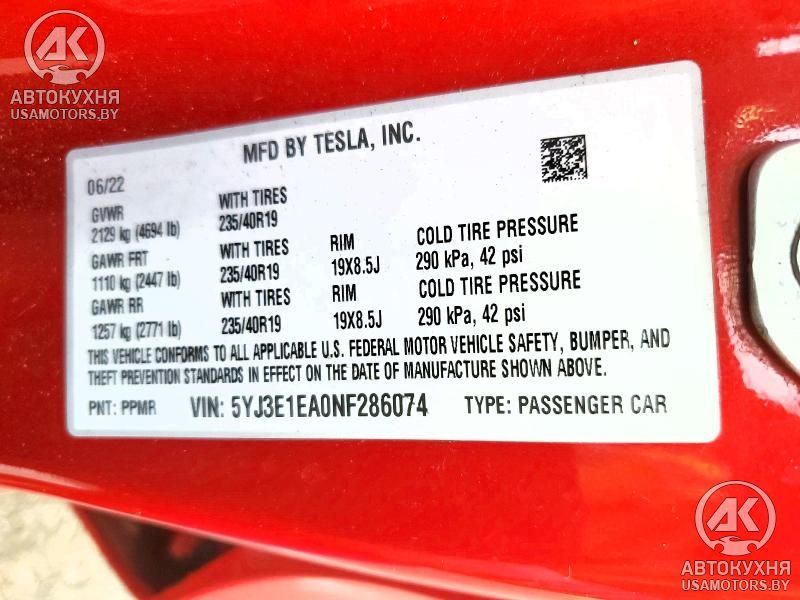 AK
АВТОКУХНЯ
USAMOTORS.BY
MFD BY TESLA, INC.
06/22
GVWR WITH TIRES
2129 kg (4694 lb) 235/40R19
GAWR FRT WITH TIRES RIM COLD TIRE PRESSURE
1110 kg (2447 lb) 235/40R19 19X8.5J 290 kPa, 42 psi
GAWR RR WITH TIRES RIM COLD TIRE PRESSURE
1257 kg (2771 lb) 235/40R19 19X8.5J 290 kPa, 42 psi
THIS VEHICLE CONFORMS TO ALL APPLICABLE U.S. FEDERAL MOTOR VEHICLE SAFETY, BUMPER, AND
THEFT PREVENTION STANDARDS IN EFFECT ON THE DATE OF MANUFACTURE SHOWN ABOVE.
PNT: PPMR VIN: 5YJ3E1EA0NF286074 TYPE: PASSENGER CAR
AK
АВТОКУХНЯ
USAMOTORS.BY